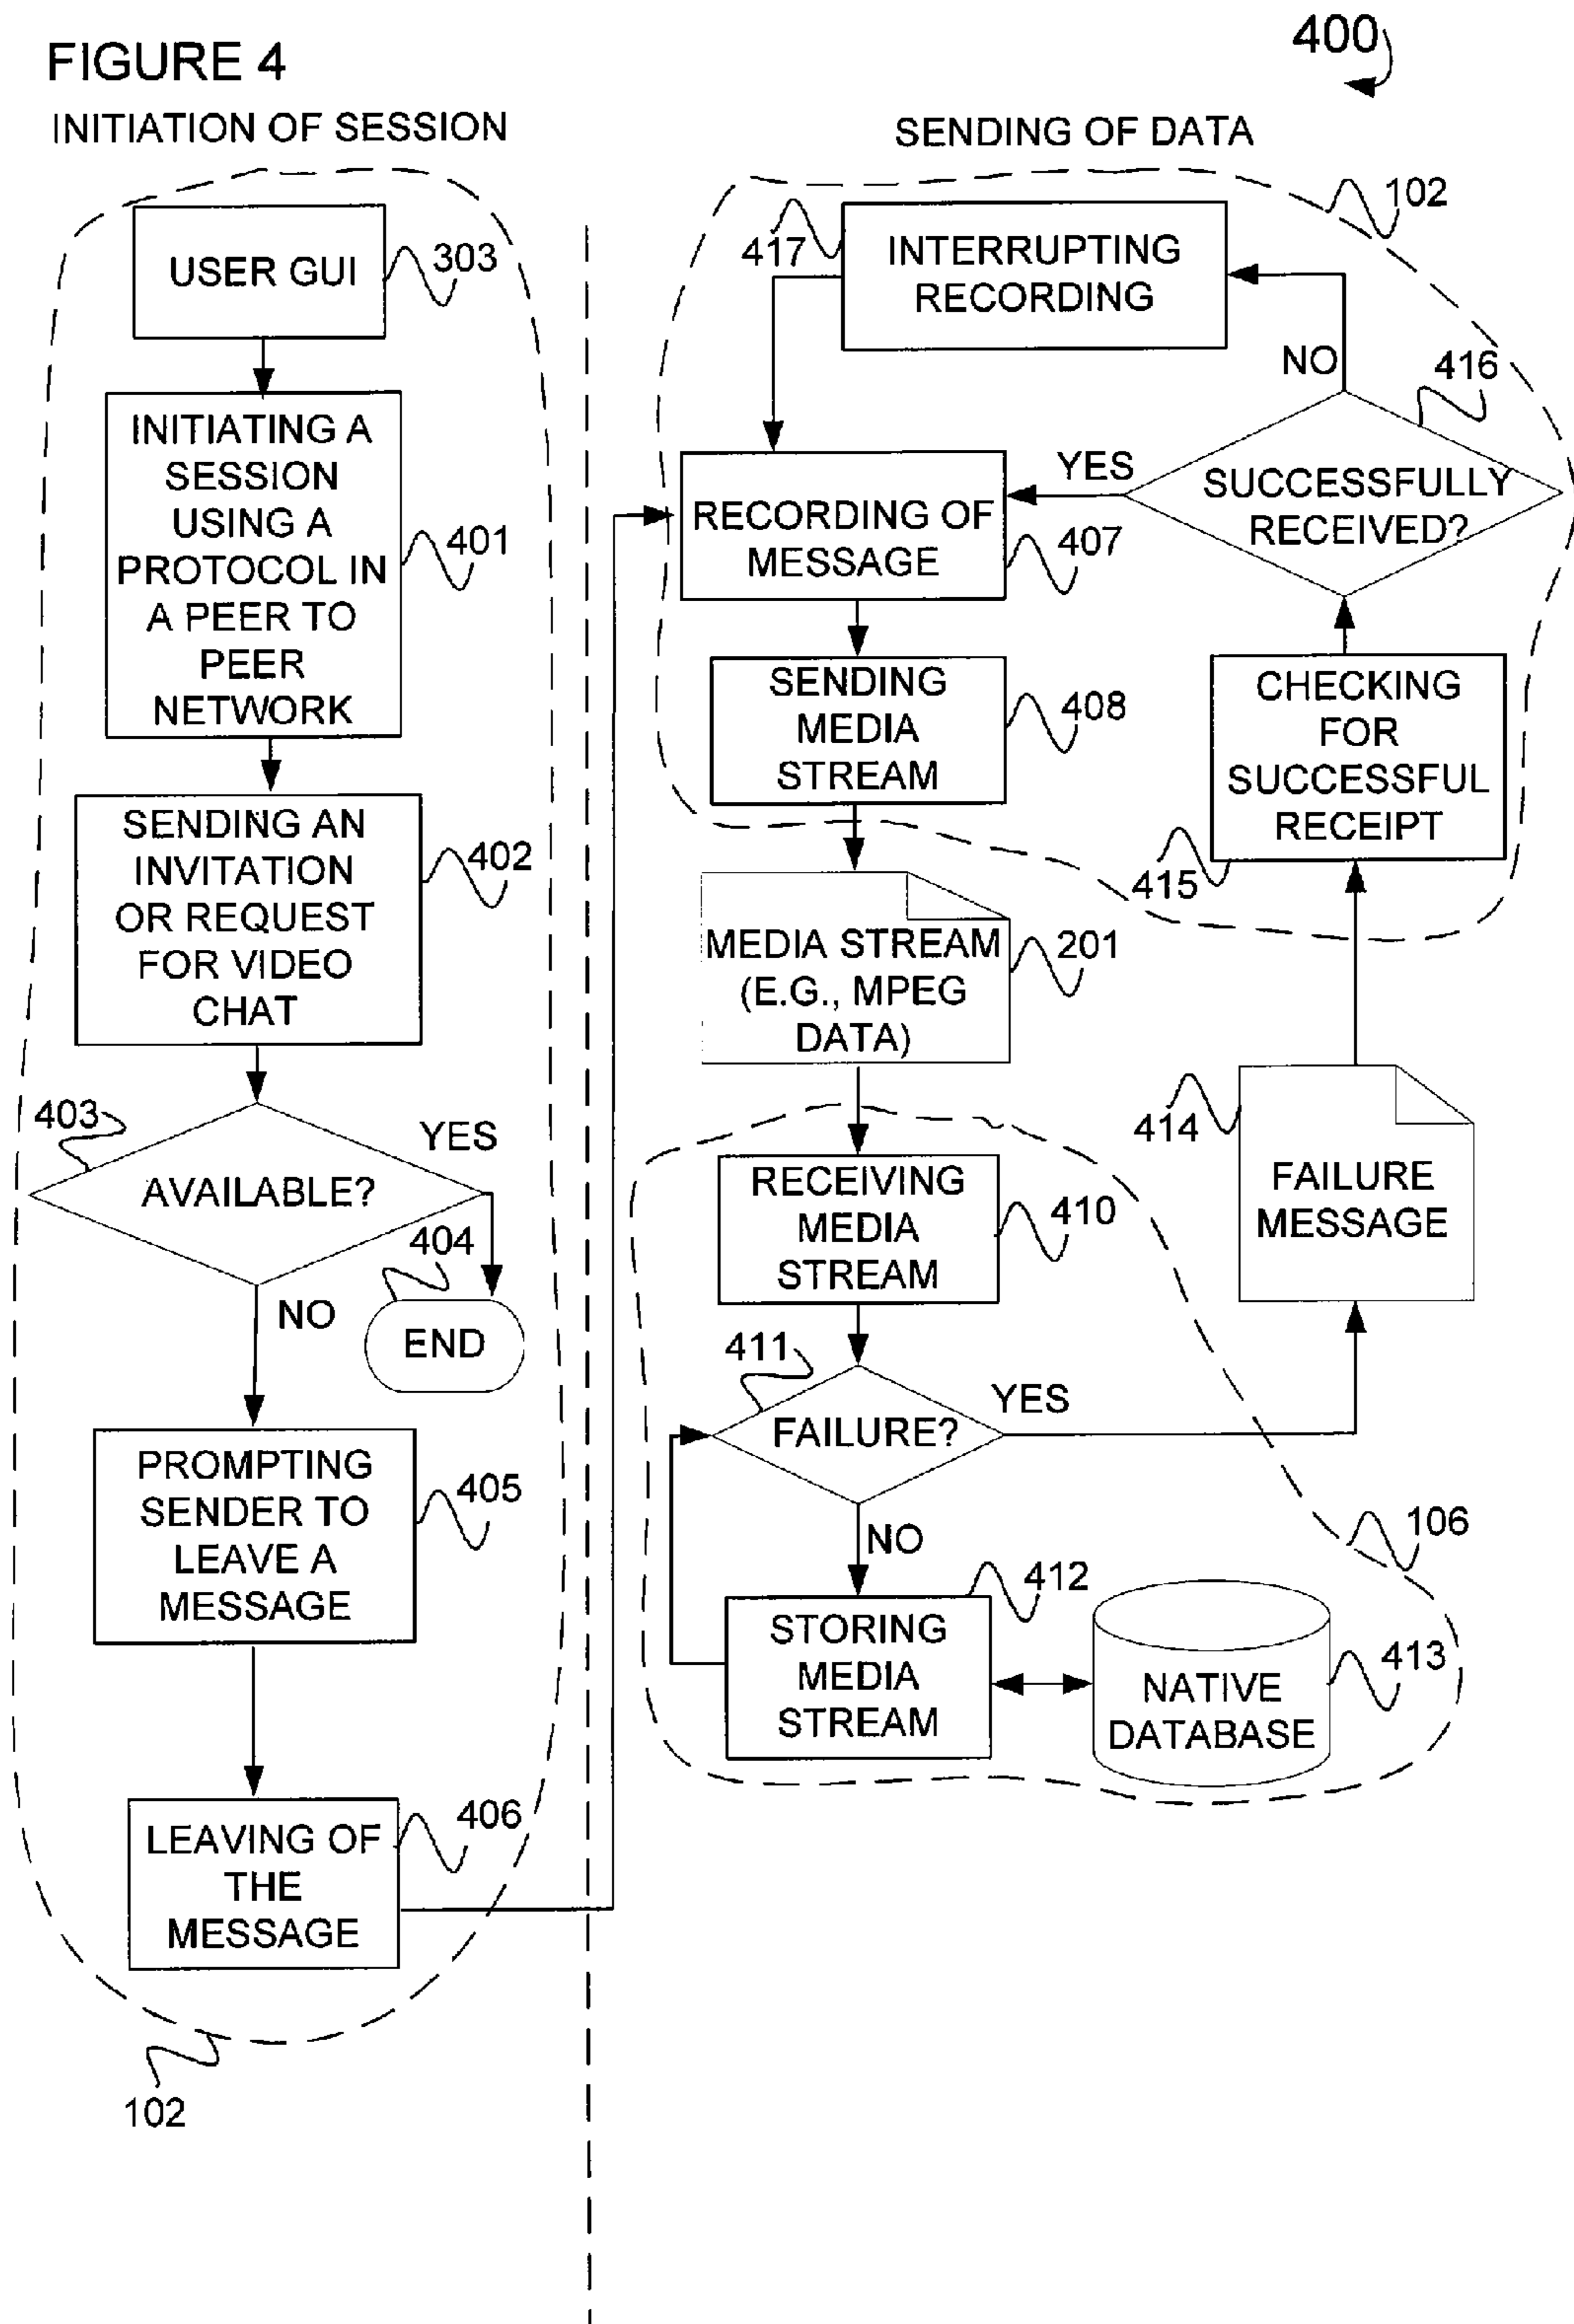 FIGURE 4
400
INITIATION OF SESSION
USER GUI
303
INITIATING A
SESSION
USING A
PROTOCOL IN
A PEER TO
PEER
NETWORK
401
SENDING AN
INVITATION
OR REQUEST
FOR VIDEO
CHAT
402
403
AVAILABLE?
YES
404
END
NO
PROMPTING
SENDER TO
LEAVE A
MESSAGE
405
LEAVING OF
THE
MESSAGE
406
102
SENDING OF DATA
102
417
INTERRUPTING
RECORDING
NO
416
YES
SUCCESSFULLY
RECEIVED?
RECORDING OF
MESSAGE
407
SENDING
MEDIA
STREAM
408
CHECKING
FOR
SUCCESSFUL
RECEIPT
415
MEDIA STREAM
(E.G., MPEG
DATA)
201
414
FAILURE
MESSAGE
RECEIVING
MEDIA
STREAM
410
411
FAILURE?
YES
NO
106
412
STORING
MEDIA
STREAM
NATIVE
DATABASE
413